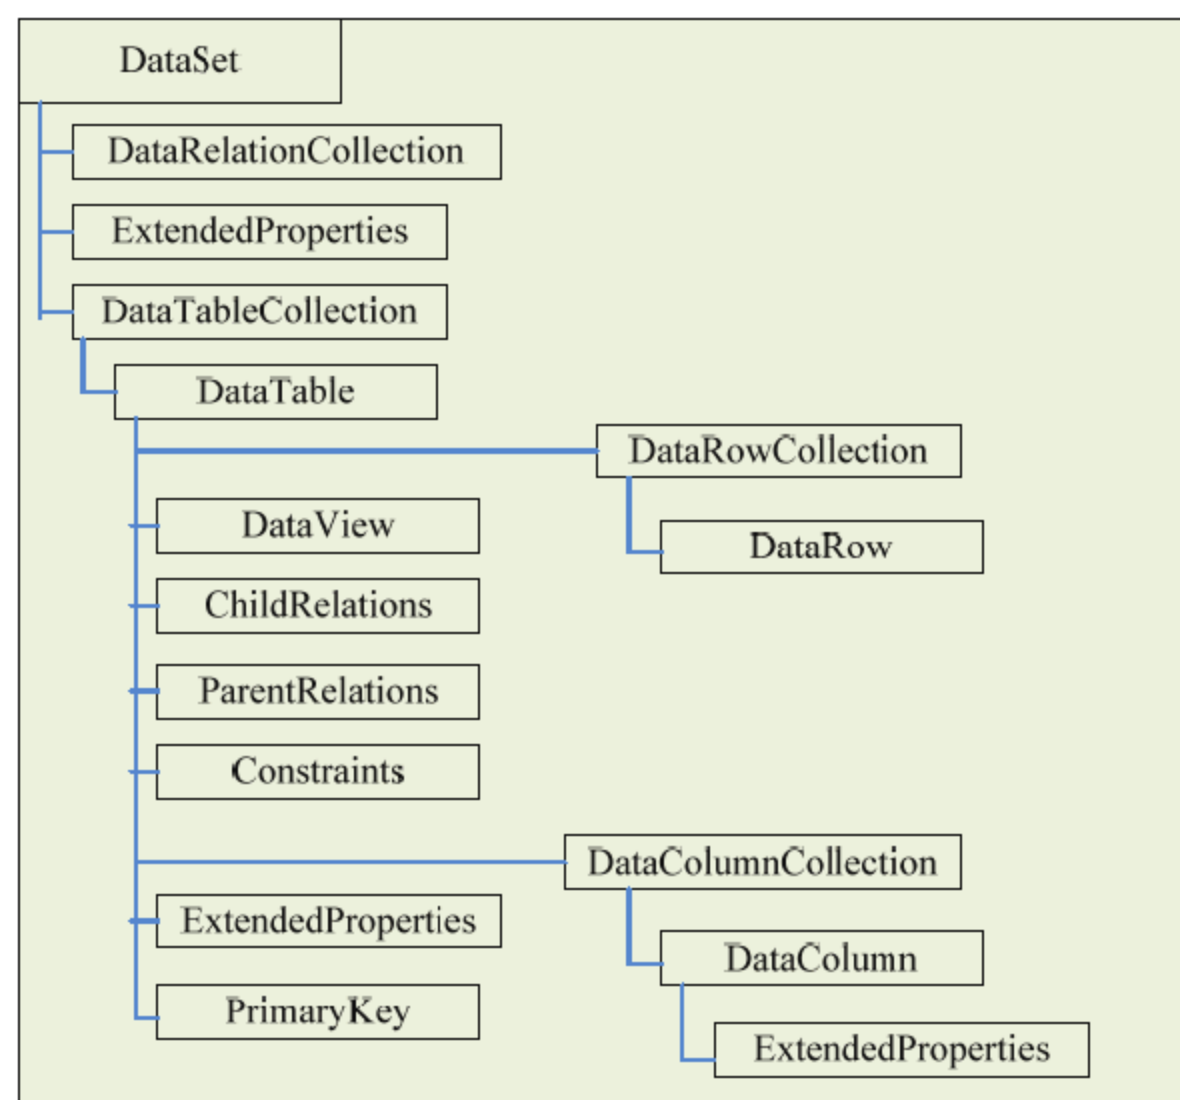 DataSet
DataRelationCollection
ExtendedProperties
DataTableCollection
DataTable
DataRowCollection
DataView
DataRow
ChildRelations
ParentRelations
Constraints
DataColumnCollection
ExtendedProperties
DataColumn
PrimaryKey
ExtendedProperties